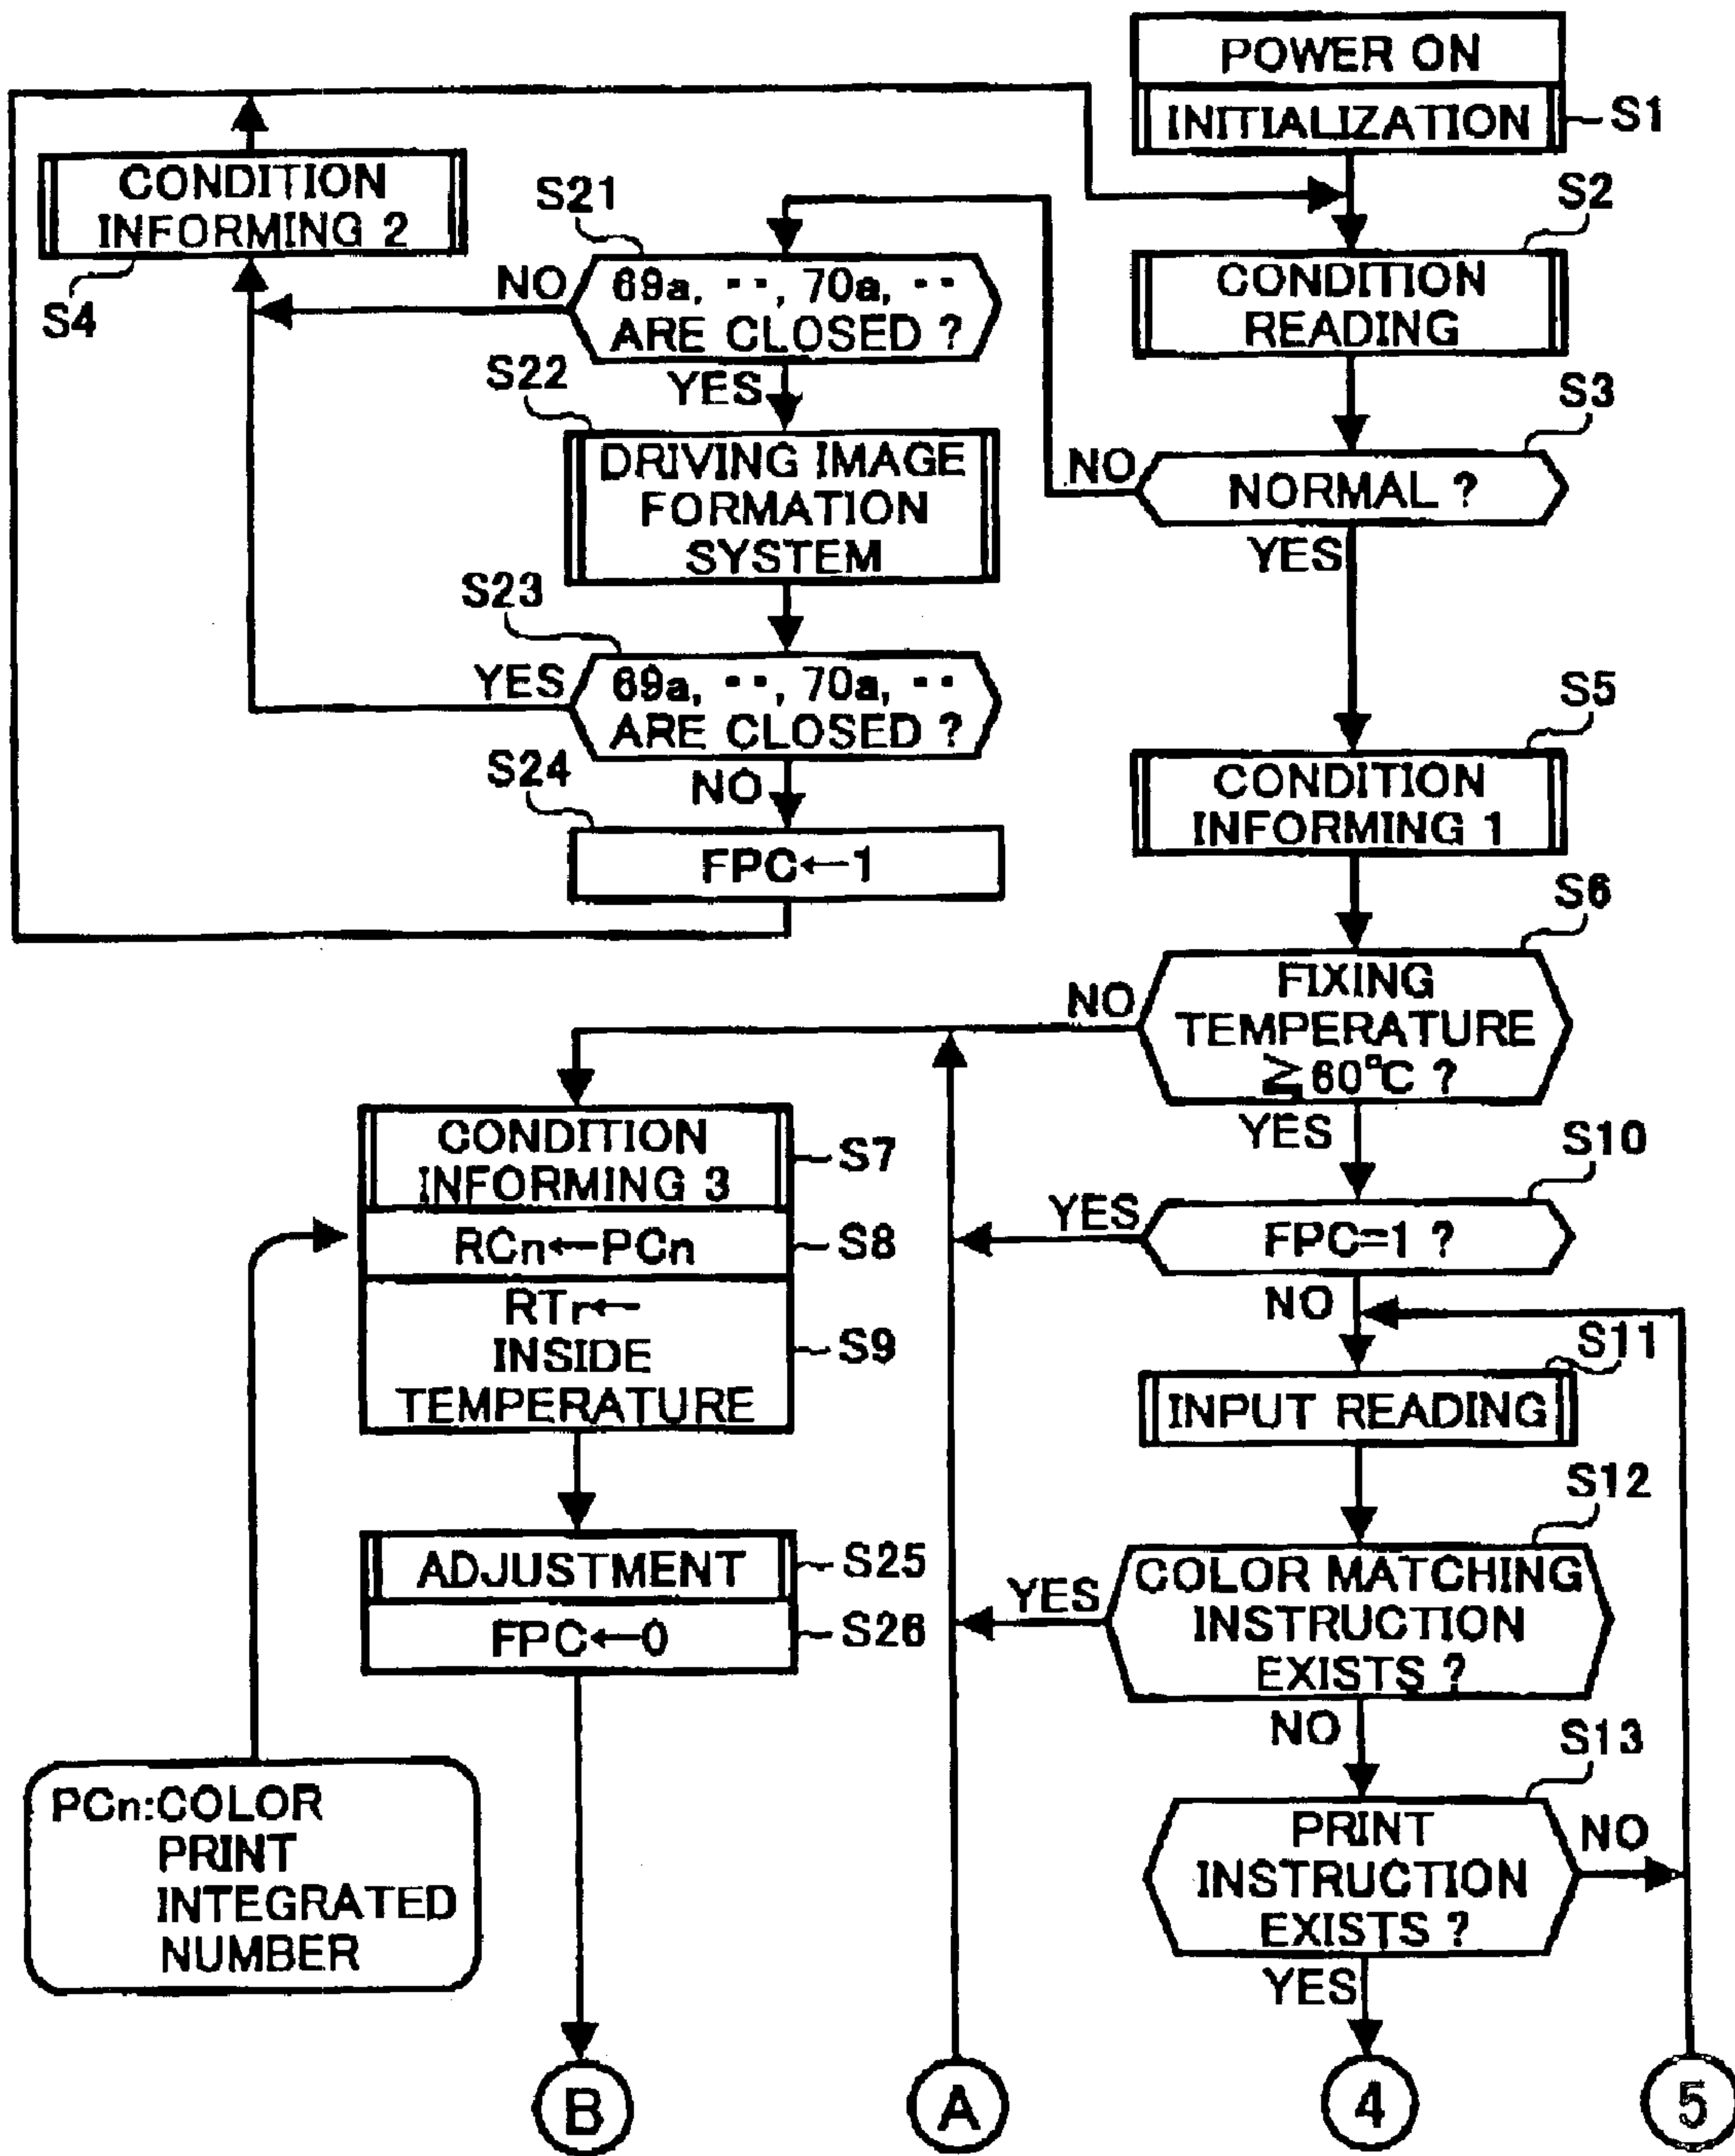 POWER ON
INITIALIZATION
S1
CONDITION
INFORMING 2
S4
S21
NO
69a, ··, 70a, ··
ARE CLOSED ?
YES
S2
CONDITION
READING
S3
NO
NORMAL ?
YES
S22
DRIVING IMAGE
FORMATION
SYSTEM
S23
YES
69a, ··, 70a, ··
ARE CLOSED ?
NO
S24
FPC←1
S5
CONDITION
INFORMING 1
S6
NO
FIXING
TEMPERATURE
≧60°C ?
YES
CONDITION
INFORMING 3
S7
RCn←PCn
S8
RTr←
INSIDE
TEMPERATURE
S9
S10
YES
FPC=1 ?
NO
S11
INPUT READING
S12
YES
COLOR MATCHING
INSTRUCTION
EXISTS ?
NO
ADJUSTMENT
S25
FPC←0
S26
S13
PRINT
INSTRUCTION
EXISTS ?
NO
YES
PCn:COLOR
PRINT
INTEGRATED
NUMBER
B
A
4
5